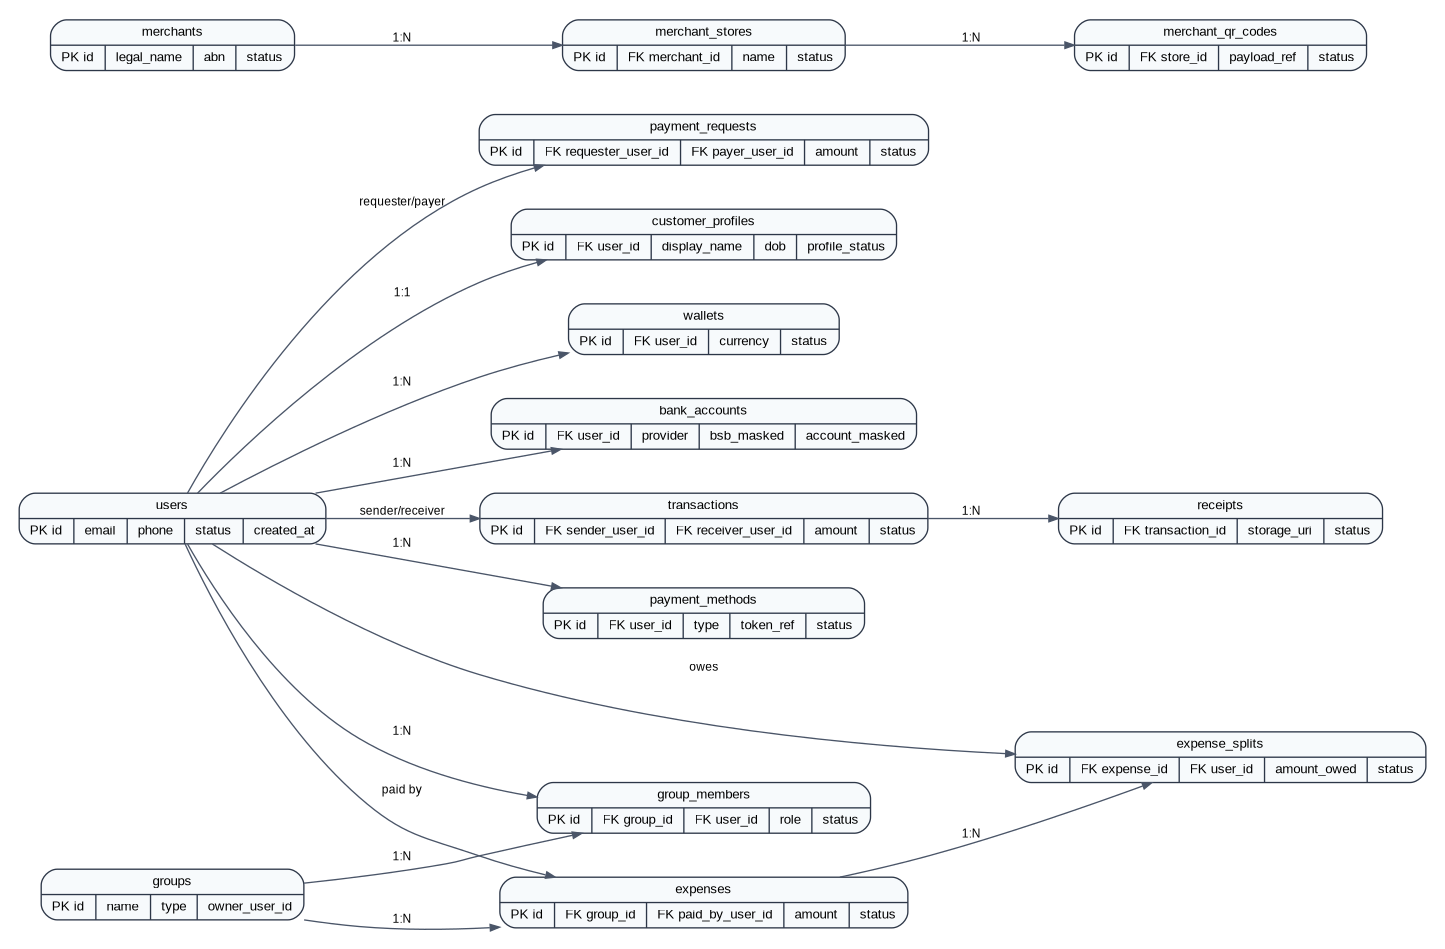 merchants
PK id legal_name abn status
1:N
merchant_stores
PK id FK merchant_id name status
1:N
merchant_qr_codes
PK id FK store_id payload_ref status
payment_requests
PK id FK requester_user_id FK payer_user_id amount status
requester/payer
customer_profiles
PK id FK user_id display_name dob profile_status
1:1
wallets
PK id FK user_id currency status
1:N
bank_accounts
PK id FK user_id provider bsb_masked account_masked
1:N
users
PK id email phone status created_at
sender/receiver
transactions
PK id FK sender_user_id FK receiver_user_id amount status
1:N
receipts
PK id FK transaction_id storage_uri status
1:N
payment_methods
PK id FK user_id type token_ref status
owes
1:N
expense_splits
PK id FK expense_id FK user_id amount_owed status
paid by
group_members
PK id FK group_id FK user_id role status
1:N
1:N
groups
PK id name type owner_user_id
expenses
PK id FK group_id FK paid_by_user_id amount status
1:N